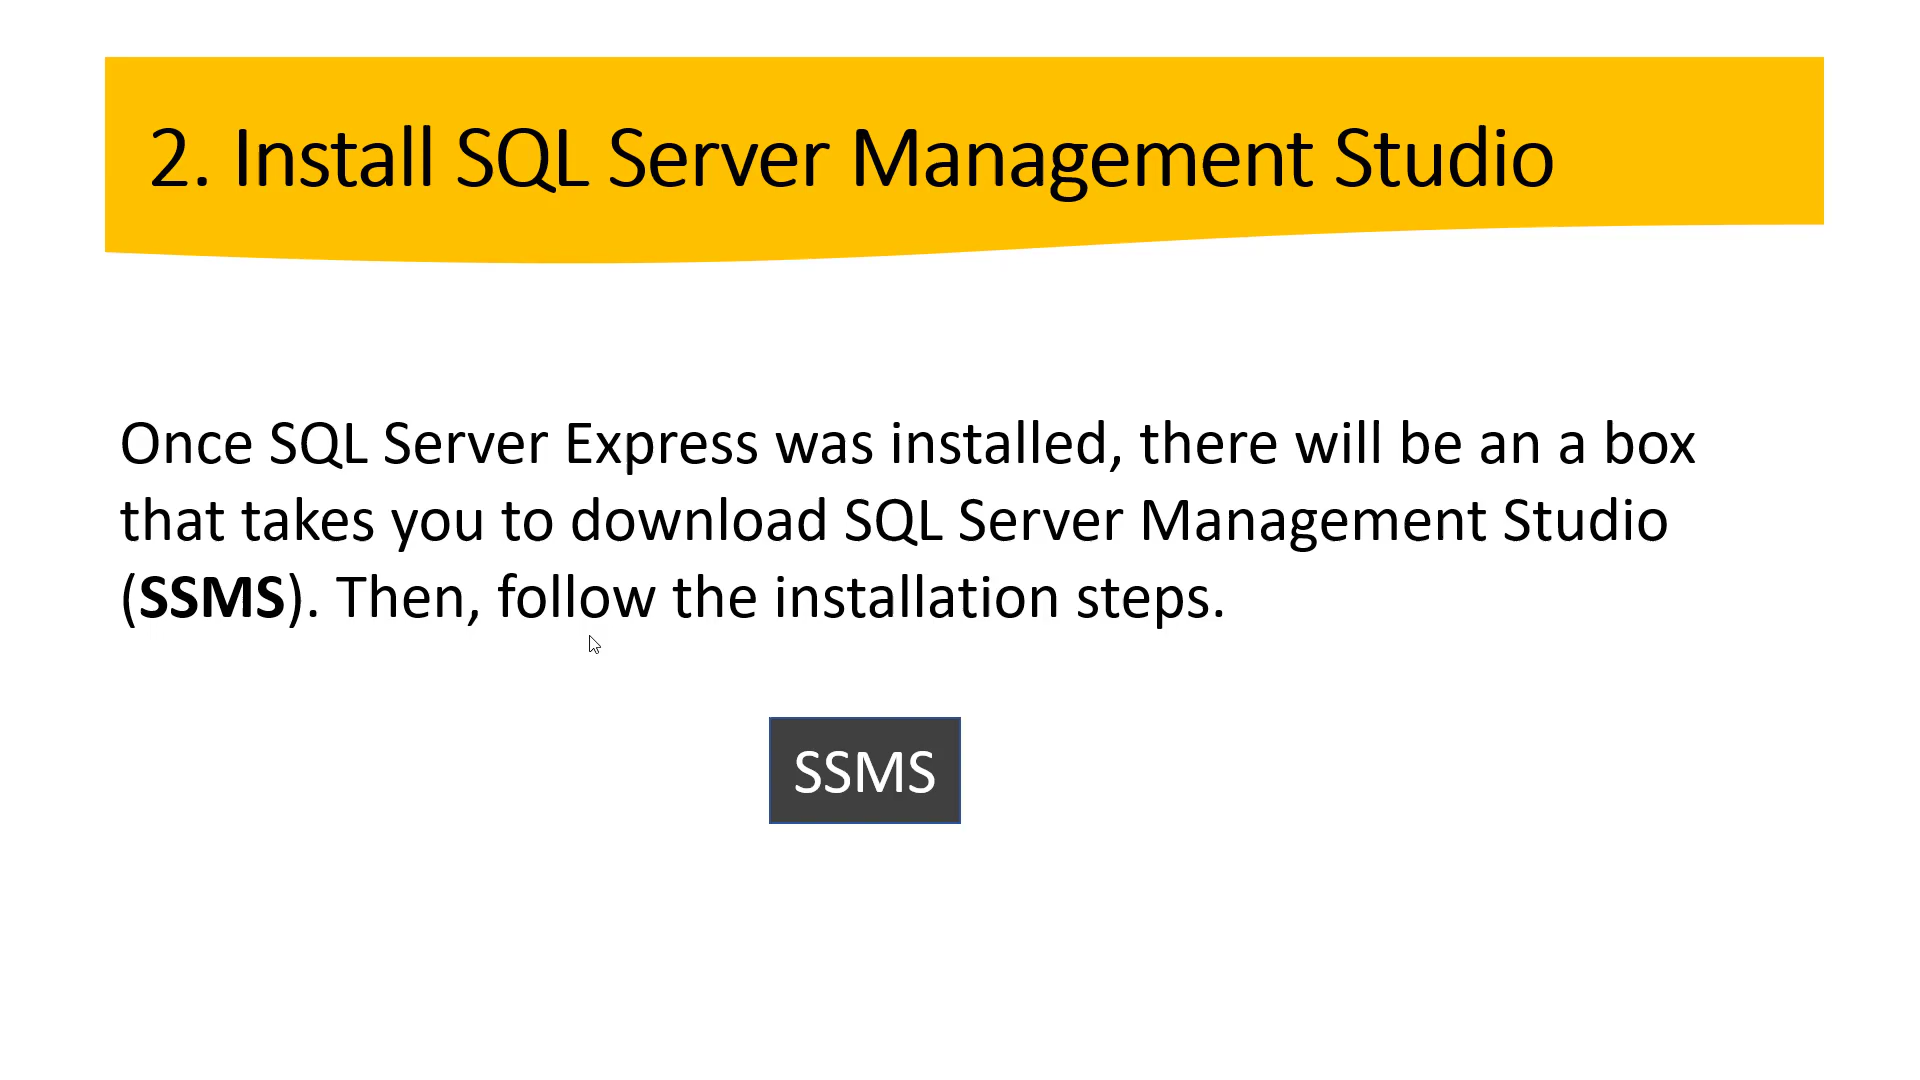 2. Install SQL Server Management Studio
Once SQL Server Express was installed, there will be an a box
that takes you to download SQL Server Management Studio
(SSMS). Then, follow the installation steps.
SSMS